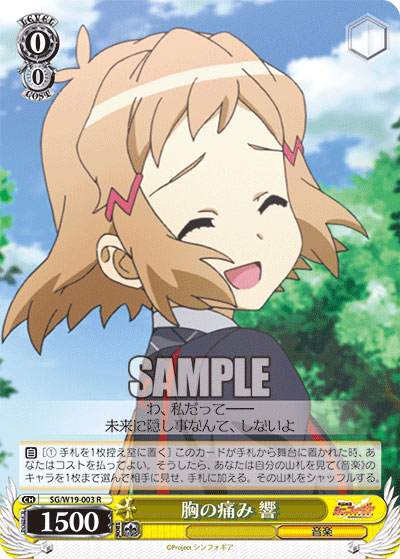 LEVEL
0
0
COST
SAMPLE
わ、私だって――
未来に隠し事なんて、しないよ
自 [① 手札を1枚控え室に置く] このカードが手札から舞台に置かれた時、あ
なたはコストを払ってよい。そうしたら、あなたは自分の山札を見て《音楽》の
キャラを1枚まで選んで相手に見せ、手札に加える。その山札をシャッフルする。
CH SG/W19-003 R
1500
胸の痛み 響
音楽
©Project シンフォギア